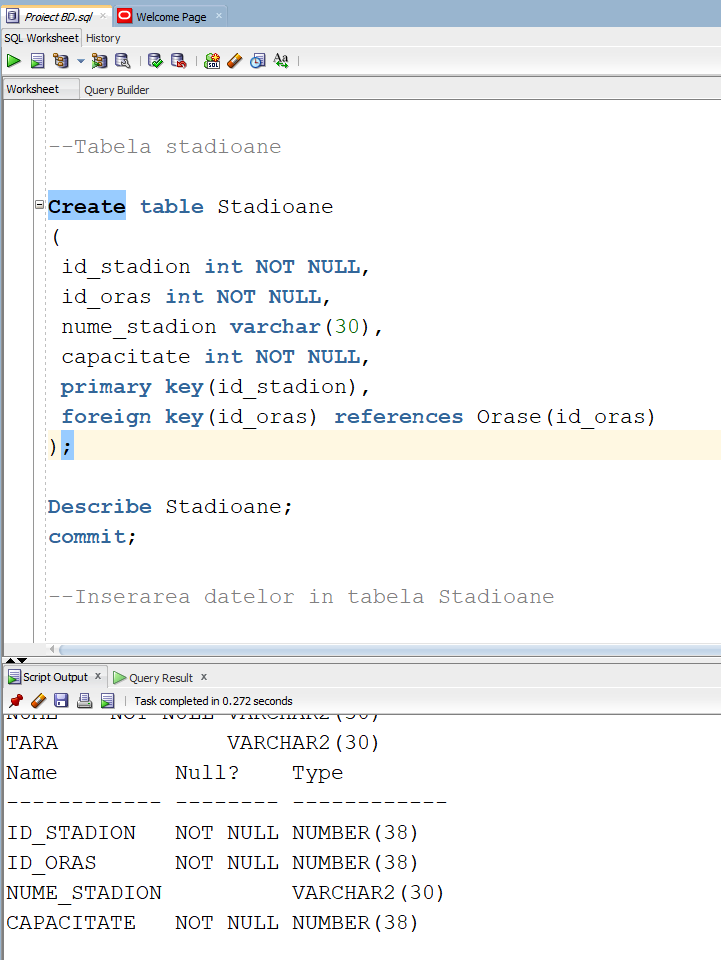 Proiect BD.sql × Welcome Page ×
SQL Worksheet History
SQL
Aa
Worksheet Query Builder
--Tabela stadioane
Create table Stadioane
(
id_stadion int NOT NULL,
id_oras int NOT NULL,
nume_stadion varchar(30),
capacitate int NOT NULL,
primary key(id_stadion),
foreign key(id_oras) references Orase(id_oras)
);
Describe Stadioane;
commit;
--Inserarea datelor in tabela Stadioane
Script Output x Query Result x
Task completed in 0.272 seconds
NUME NOT NULL VARCHAR2(30)
TARA VARCHAR2(30)
Name Null? Type
------------ -------- ------------
ID_STADION NOT NULL NUMBER(38)
ID_ORAS NOT NULL NUMBER(38)
NUME_STADION VARCHAR2(30)
CAPACITATE NOT NULL NUMBER(38)